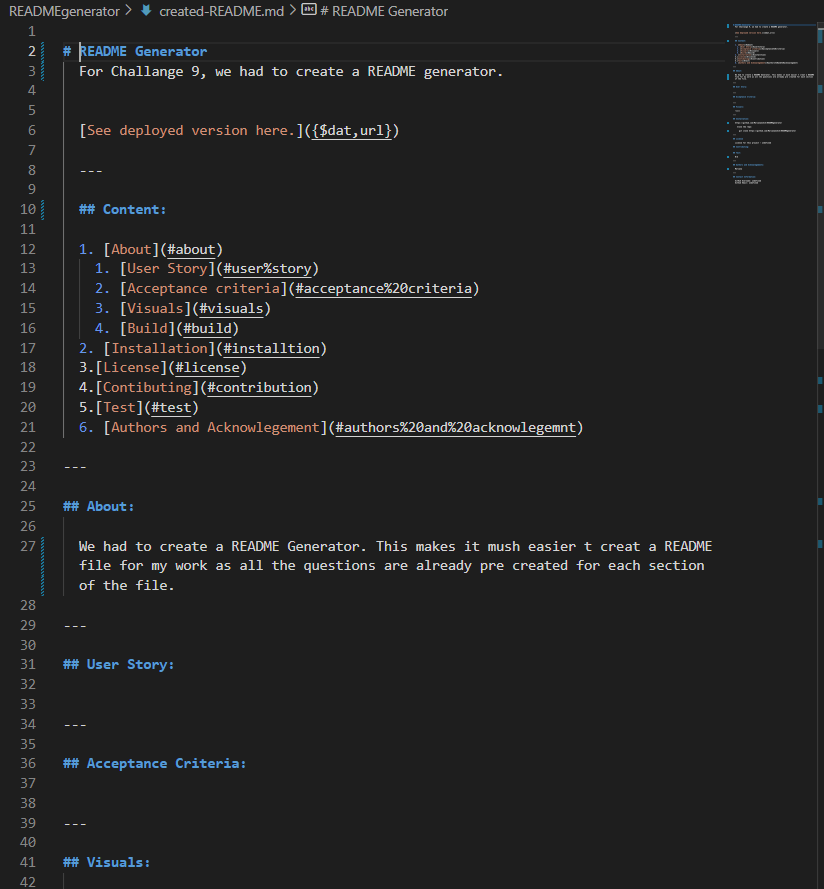 READMEgenerator > created-README.md > abc # README Generator
1
2 # README Generator
3 For Challange 9, we had to create a README generator.
4
5
6 [See deployed version here.]({$dat,url})
7
8 ---
9
10 ## Content:
11
12 1. [About](#about)
13 1. [User Story](#user%story)
14 2. [Acceptance criteria](#acceptance%20criteria)
15 3. [Visuals](#visuals)
16 4. [Build](#build)
17 2. [Installation](#installtion)
18 3.[License](#license)
19 4.[Contibuting](#contribution)
20 5.[Test](#test)
21 6. [Authors and Acknowlegement](#authors%20and%20acknowlegemnt)
22
23 ---
24
25 ## About:
26
27 We had to create a README Generator. This makes it mush easier t creat a README
file for my work as all the questions are already pre created for each section
of the file.
28
29 ---
30
31 ## User Story:
32
33
34 ---
35
36 ## Acceptance Criteria:
37
38
39 ---
40
41 ## Visuals:
42